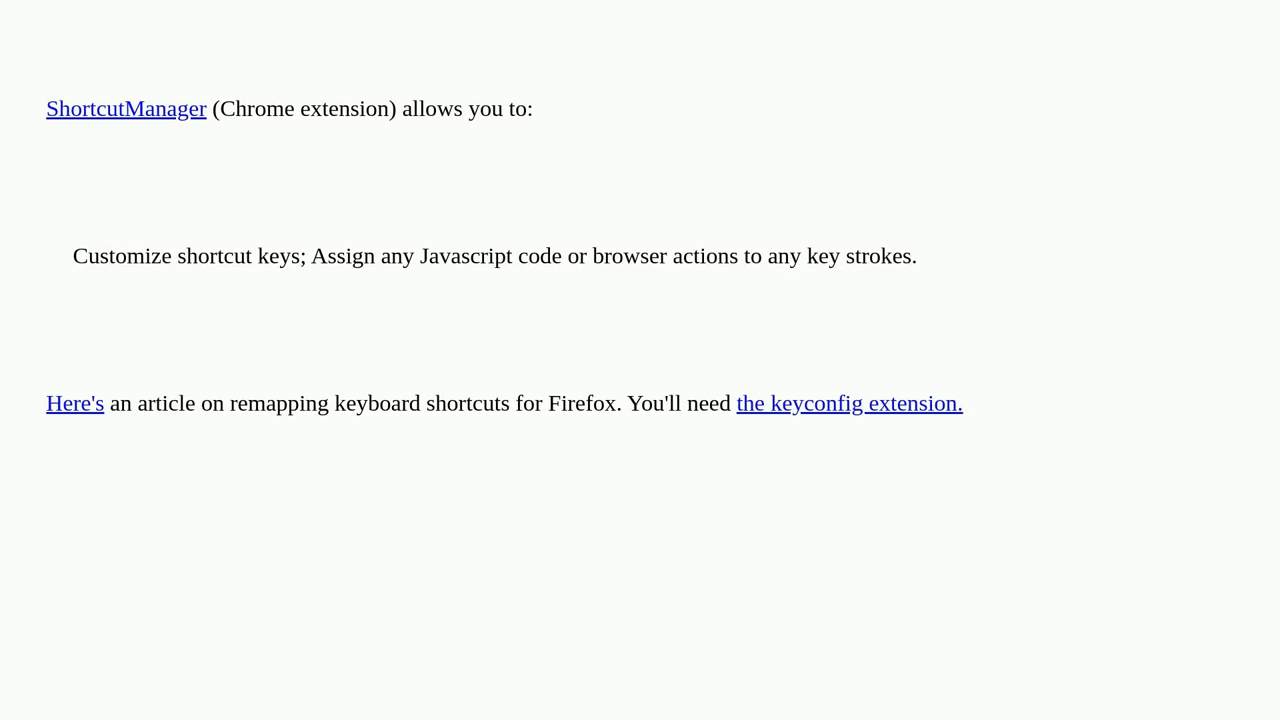 ShortcutManager (Chrome extension) allows you to:
Customize shortcut keys; Assign any Javascript code or browser actions to any key strokes.
Here's an article on remapping keyboard shortcuts for Firefox. You'll need the keyconfig extension.